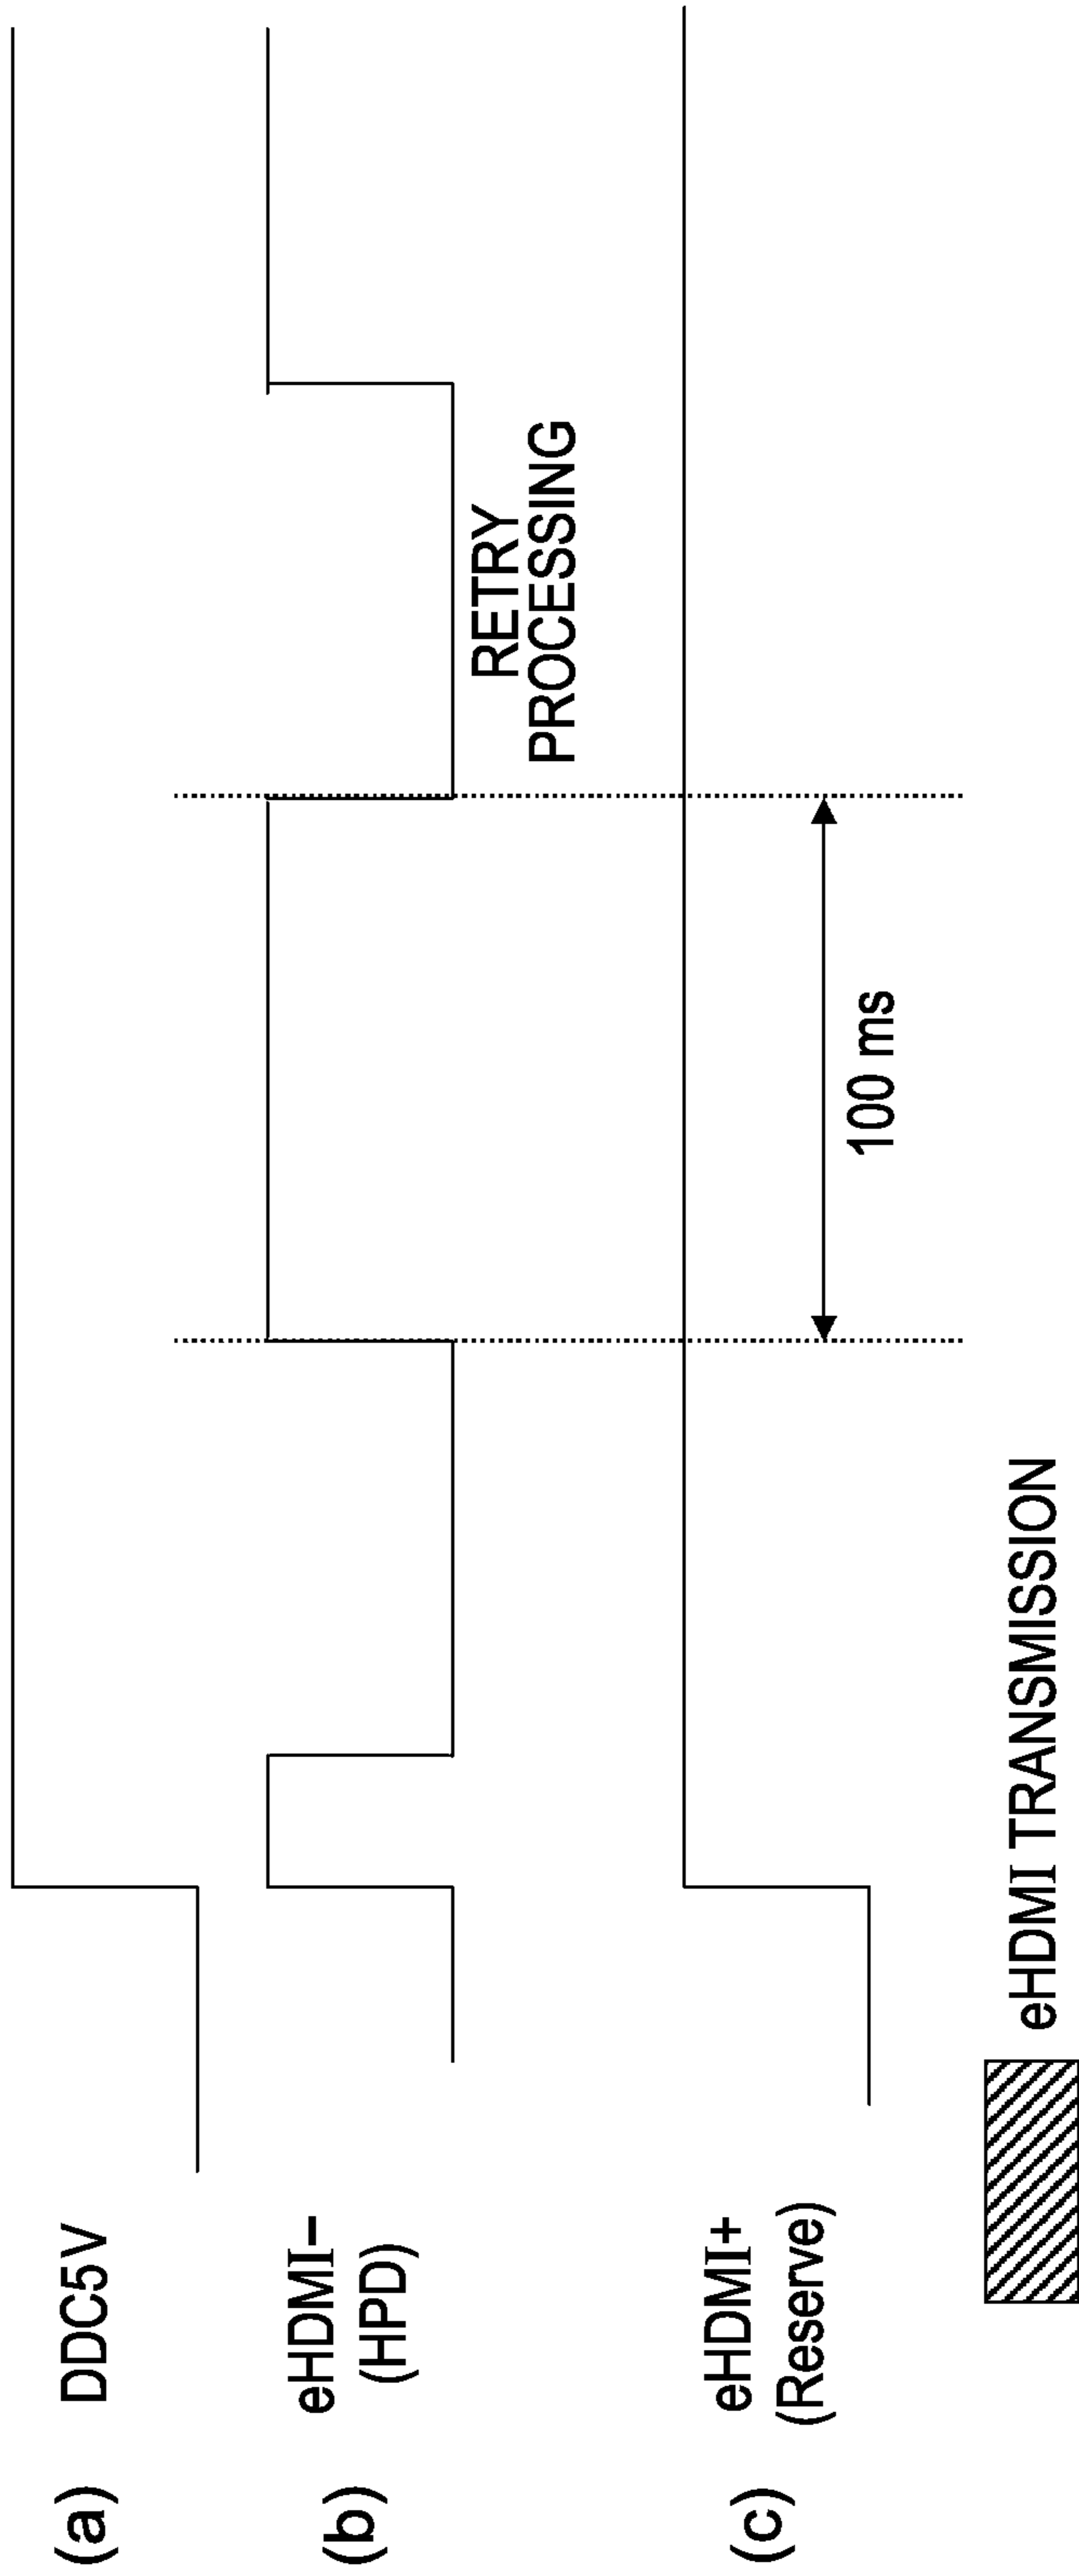 (a) DDC5V
(b) eHDMI−
(HPD)
RETRY
PROCESSING
(c) eHDMI+
(Reserve)
100 ms
eHDMI TRANSMISSION